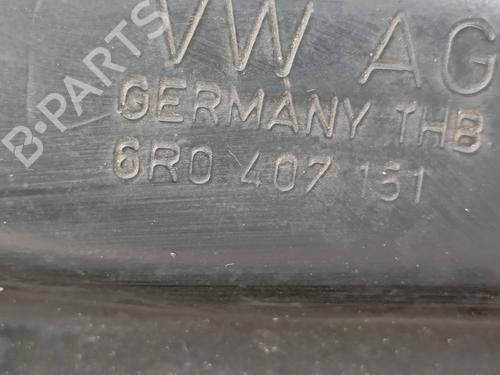 B-PARTS
VW AG
GERMANY THB
6R0 407 151